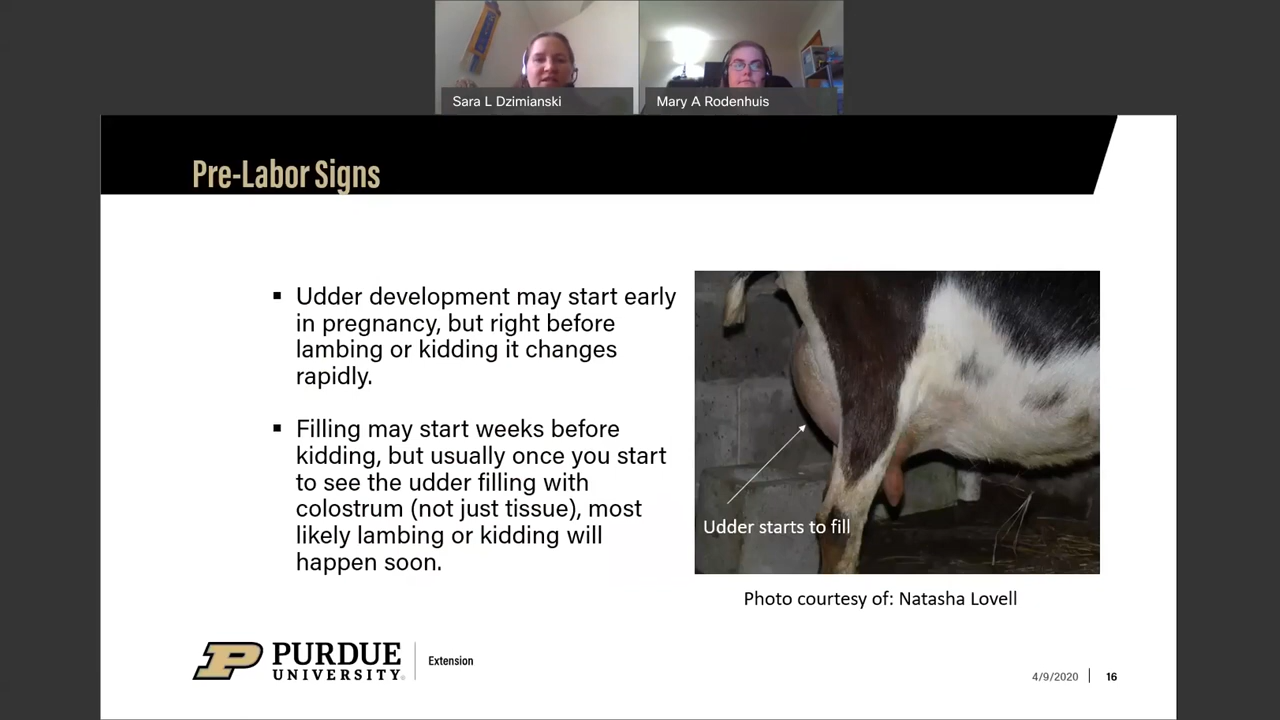 Sara L Dzimianski
Mary A Rodenhuis
Pre-Labor Signs
▪ Udder development may start early
in pregnancy, but right before
lambing or kidding it changes
rapidly.
▪ Filling may start weeks before
kidding, but usually once you start
to see the udder filling with
colostrum (not just tissue), most
likely lambing or kidding will
happen soon.
Udder starts to fill
Photo courtesy of: Natasha Lovell
P PURDUE
UNIVERSITY®
Extension
4/9/2020 | 16